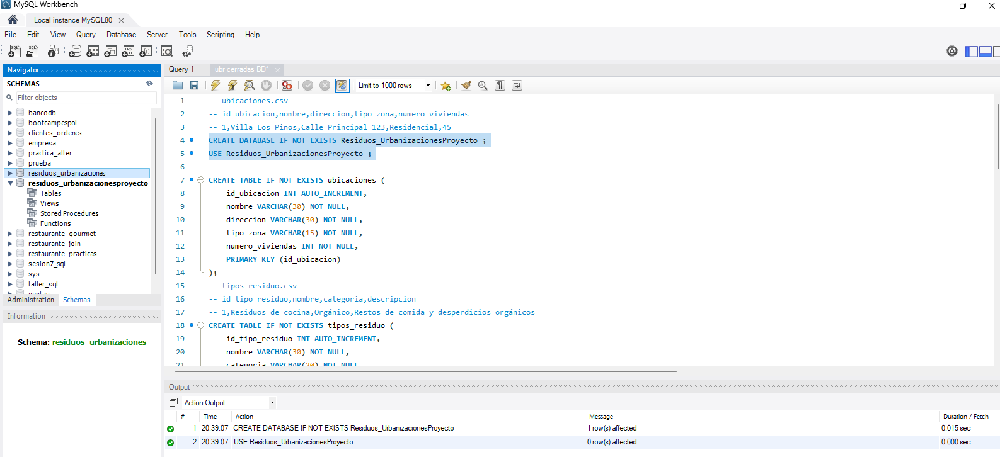 MySQL Workbench
Local instance MySQL80
File Edit View Query Database Server Tools Scripting Help
Navigator
SCHEMAS
Filter objects
bancodb
bootcampespol
clientes_ordenes
empresa
practica_alter
prueba
residuos_urbanizaciones
residuos_urbanizacionesproyecto
Tables
Views
Stored Procedures
Functions
restaurante_gourmet
restaurante_join
restaurante_practicas
sesion7_sql
sys
taller_sql
Administration Schemas
Information
Schema: residuos_urbanizaciones
Query 1 ubr cerradas BD*
Limit to 1000 rows
1 -- ubicaciones.csv
2 -- id_ubicacion,nombre,direccion,tipo_zona,numero_viviendas
3 -- 1,Villa Los Pinos,Calle Principal 123,Residencial,45
4 CREATE DATABASE IF NOT EXISTS Residuos_UrbanizacionesProyecto ;
5 USE Residuos_UrbanizacionesProyecto ;
6
7 CREATE TABLE IF NOT EXISTS ubicaciones (
8 id_ubicacion INT AUTO_INCREMENT,
9 nombre VARCHAR(30) NOT NULL,
10 direccion VARCHAR(30) NOT NULL,
11 tipo_zona VARCHAR(15) NOT NULL,
12 numero_viviendas INT NOT NULL,
13 PRIMARY KEY (id_ubicacion)
14 );
15 -- tipos_residuo.csv
16 -- id_tipo_residuo,nombre,categoria,descripcion
17 -- 1,Residuos de cocina,Orgánico,Restos de comida y desperdicios orgánicos
18 CREATE TABLE IF NOT EXISTS tipos_residuo (
19 id_tipo_residuo INT AUTO_INCREMENT,
20 nombre VARCHAR(30) NOT NULL,
21 categoria VARCHAR(20) NOT NULL
Output
Action Output
# Time Action Message Duration / Fetch
1 20:39:07 CREATE DATABASE IF NOT EXISTS Residuos_UrbanizacionesProyecto 1 row(s) affected 0.015 sec
2 20:39:07 USE Residuos_UrbanizacionesProyecto 0 row(s) affected 0.000 sec